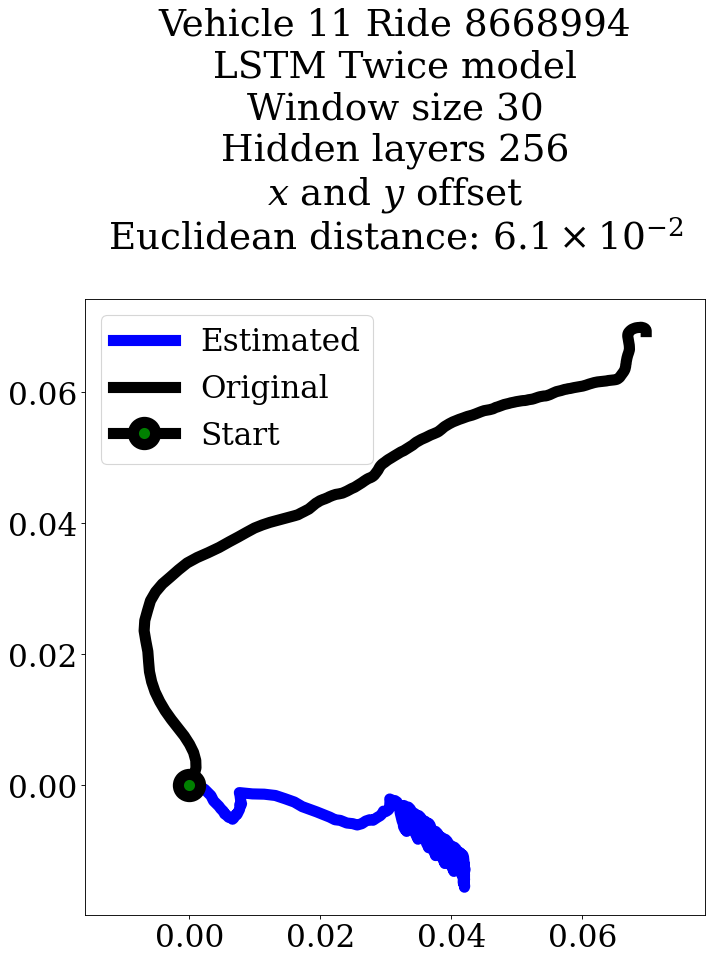 Vehicle 11 Ride 8668994
LSTM Twice model
Window size 30
Hidden layers 256
x and y offset
Euclidean distance: 6.1 × 10⁻²
Estimated
Original
Start
0.06
0.04
0.02
0.00
0.00 0.02 0.04 0.06